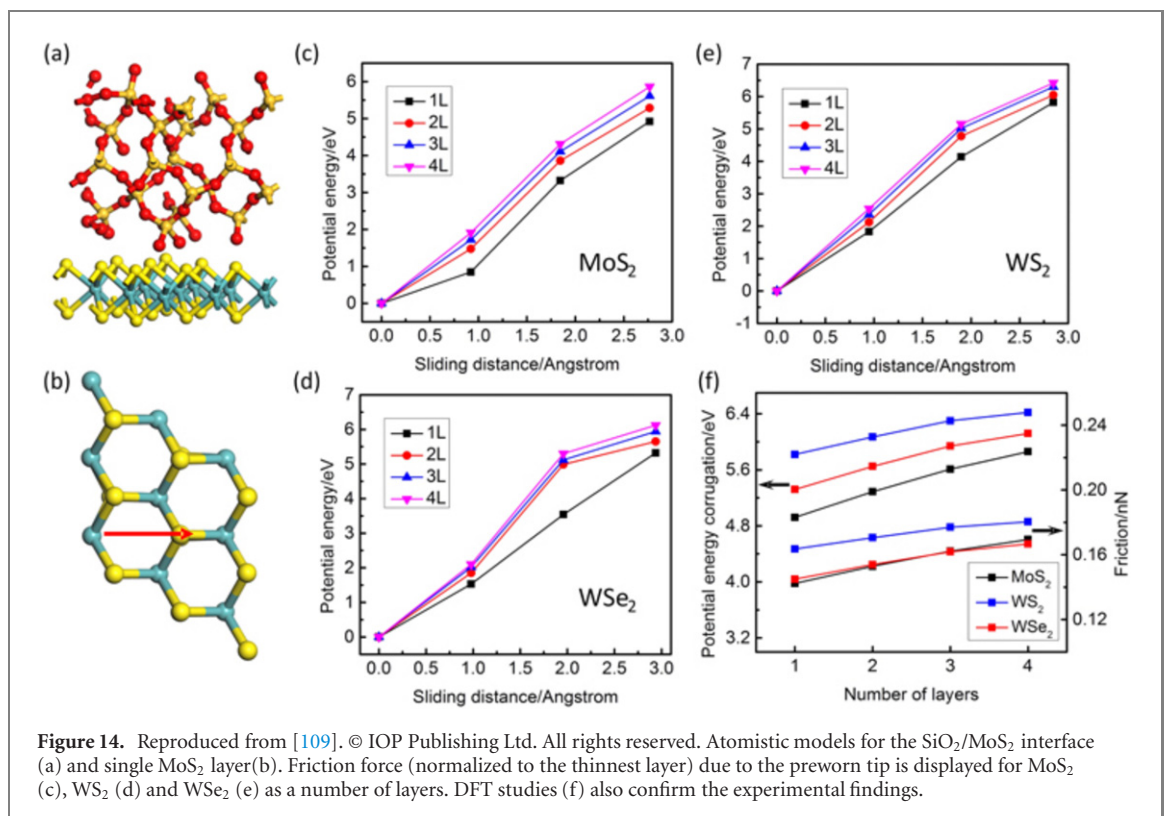 (a)
(b)
(c)
Potential energy/eV
6
5
4
3
2
1
0
1L
2L
3L
4L
MoS₂
0.0 0.5 1.0 1.5 2.0 2.5 3.0
Sliding distance/Angstrom
(e)
Potential energy/eV
7
6
5
4
3
2
1
0
-1
1L
2L
3L
4L
WS₂
0.0 0.5 1.0 1.5 2.0 2.5 3.0
Sliding distance/Angstrom
(d)
Potential energy/eV
7
6
5
4
3
2
1
0
1L
2L
3L
4L
WSe₂
0.0 0.5 1.0 1.5 2.0 2.5 3.0
Sliding distance/Angstrom
(f)
Potential energy corrugation/eV
6.4
5.6
4.8
4.0
3.2
MoS₂
WS₂
WSe₂
0.24
0.20
0.16
0.12
Friction/nN
1 2 3 4
Number of layers
Figure 14. Reproduced from [109]. © IOP Publishing Ltd. All rights reserved. Atomistic models for the SiO₂/MoS₂ interface
(a) and single MoS₂ layer(b). Friction force (normalized to the thinnest layer) due to the preworn tip is displayed for MoS₂
(c), WS₂ (d) and WSe₂ (e) as a number of layers. DFT studies (f) also confirm the experimental findings.